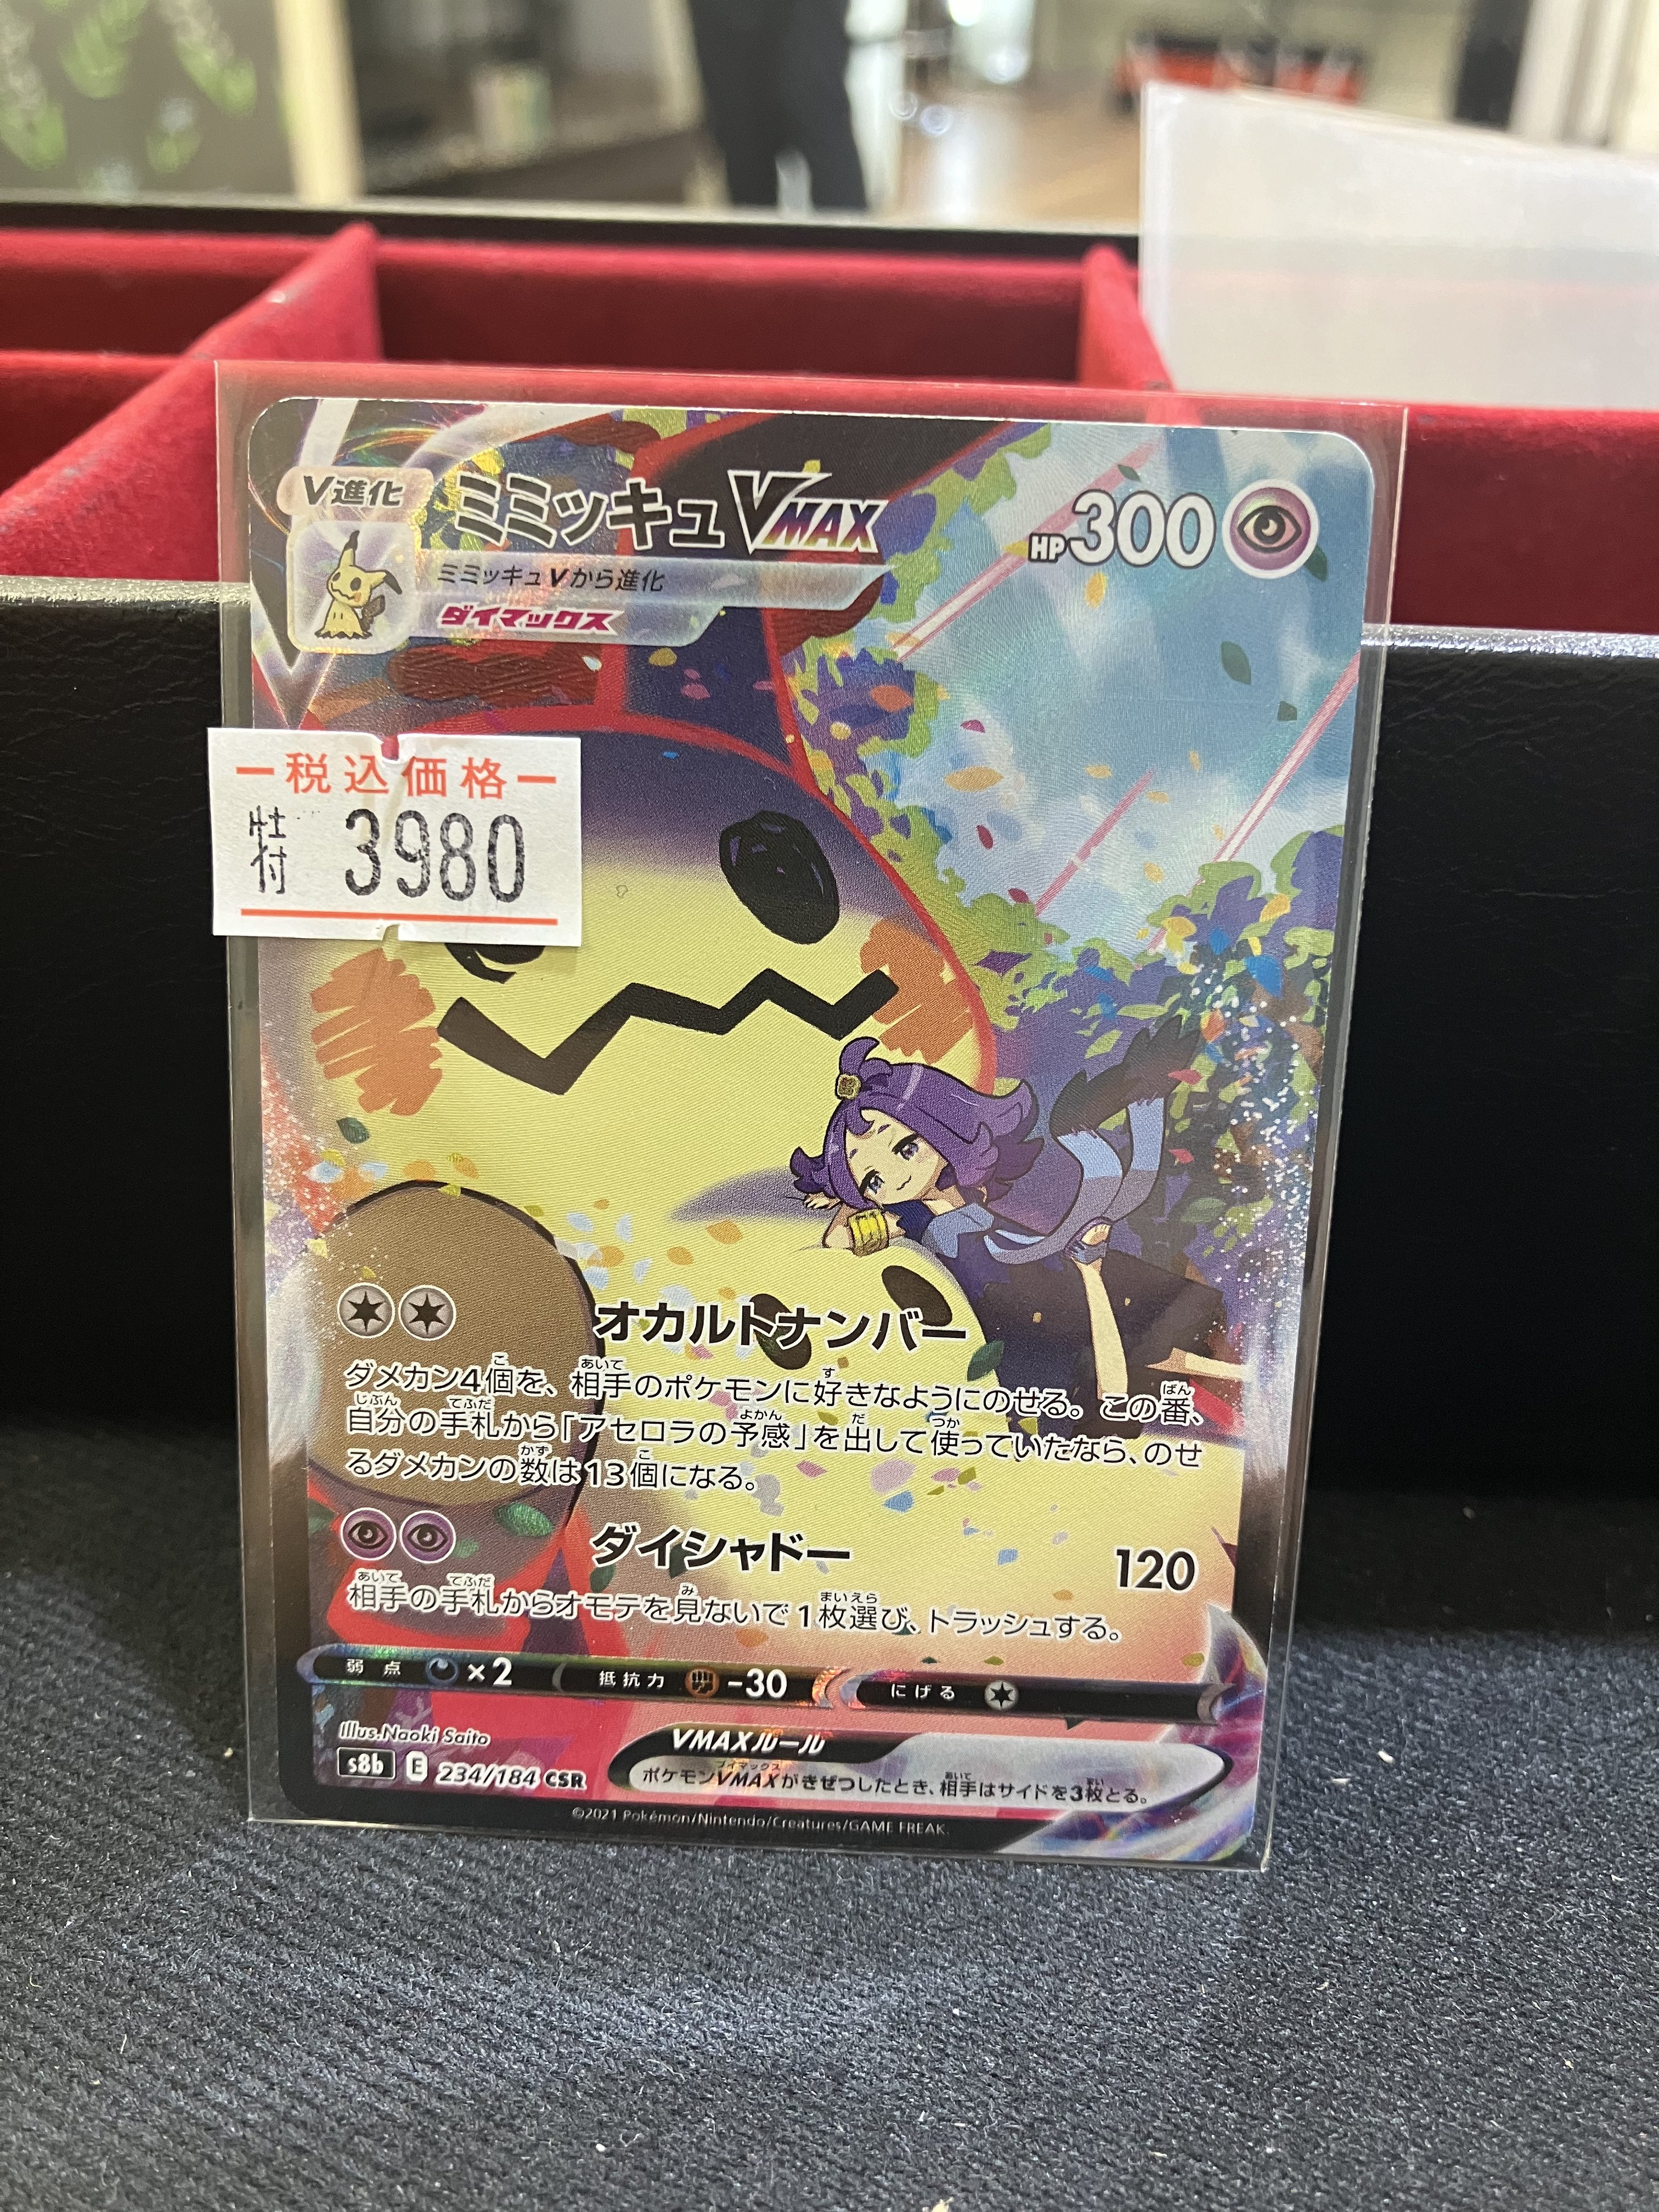 V進化
ミミッキュVMAX
HP300
ミミッキュVから進化
ダイマックス
税込価格
特付 3980
オカルトナンバー
ダメカン4個を、相手のポケモンに好きなようにのせる。この番、
自分の手札から「アセロラの予感」を出して使っていたなら、のせ
るダメカンの数は13個になる。
ダイシャドー 120
相手の手札からオモテを見ないで1枚選び、トラッシュする。
弱点 ×2 抵抗力 -30 にげる
Illus.Naoki Saito
VMAXルール
s8b E 234/184 CSR
ポケモンVMAXがきぜつしたとき、相手はサイドを3枚とる。
©2021 Pokémon/Nintendo/Creatures/GAME FREAK.